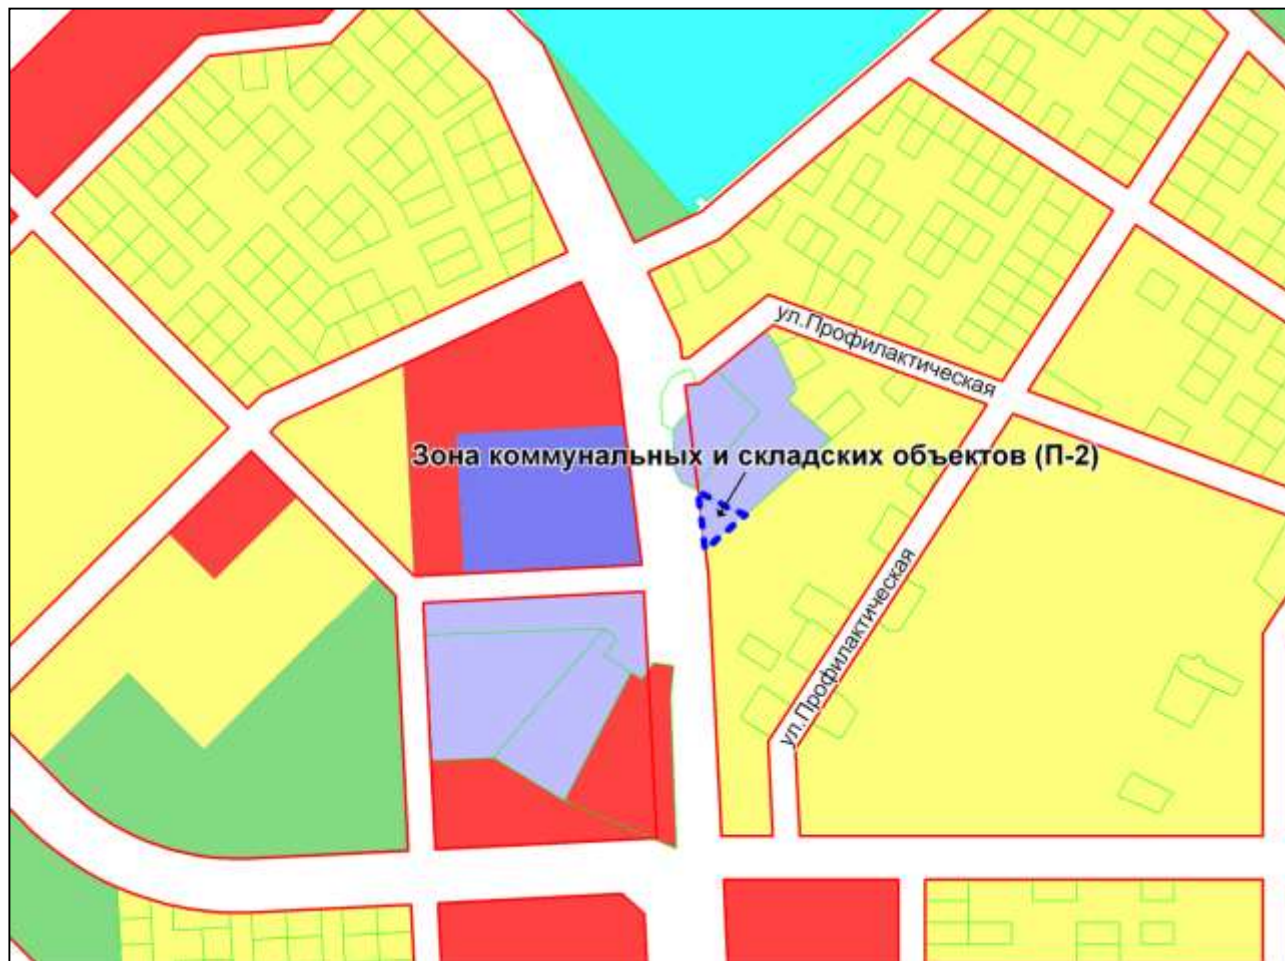 ул.Профилактическая
Зона коммунальных и складских объектов (П-2)
ул.Профилактическая